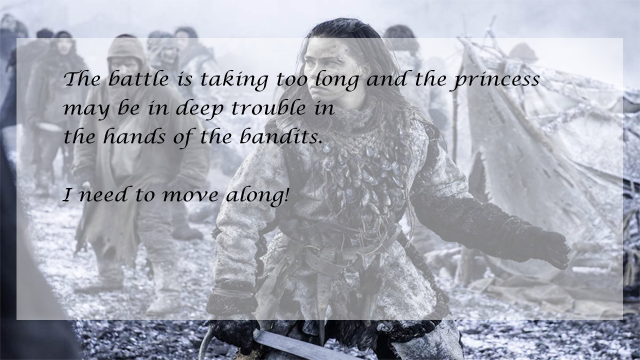 The battle is taking too long and the princess
may be in deep trouble in
the hands of the bandits.
I need to move along!